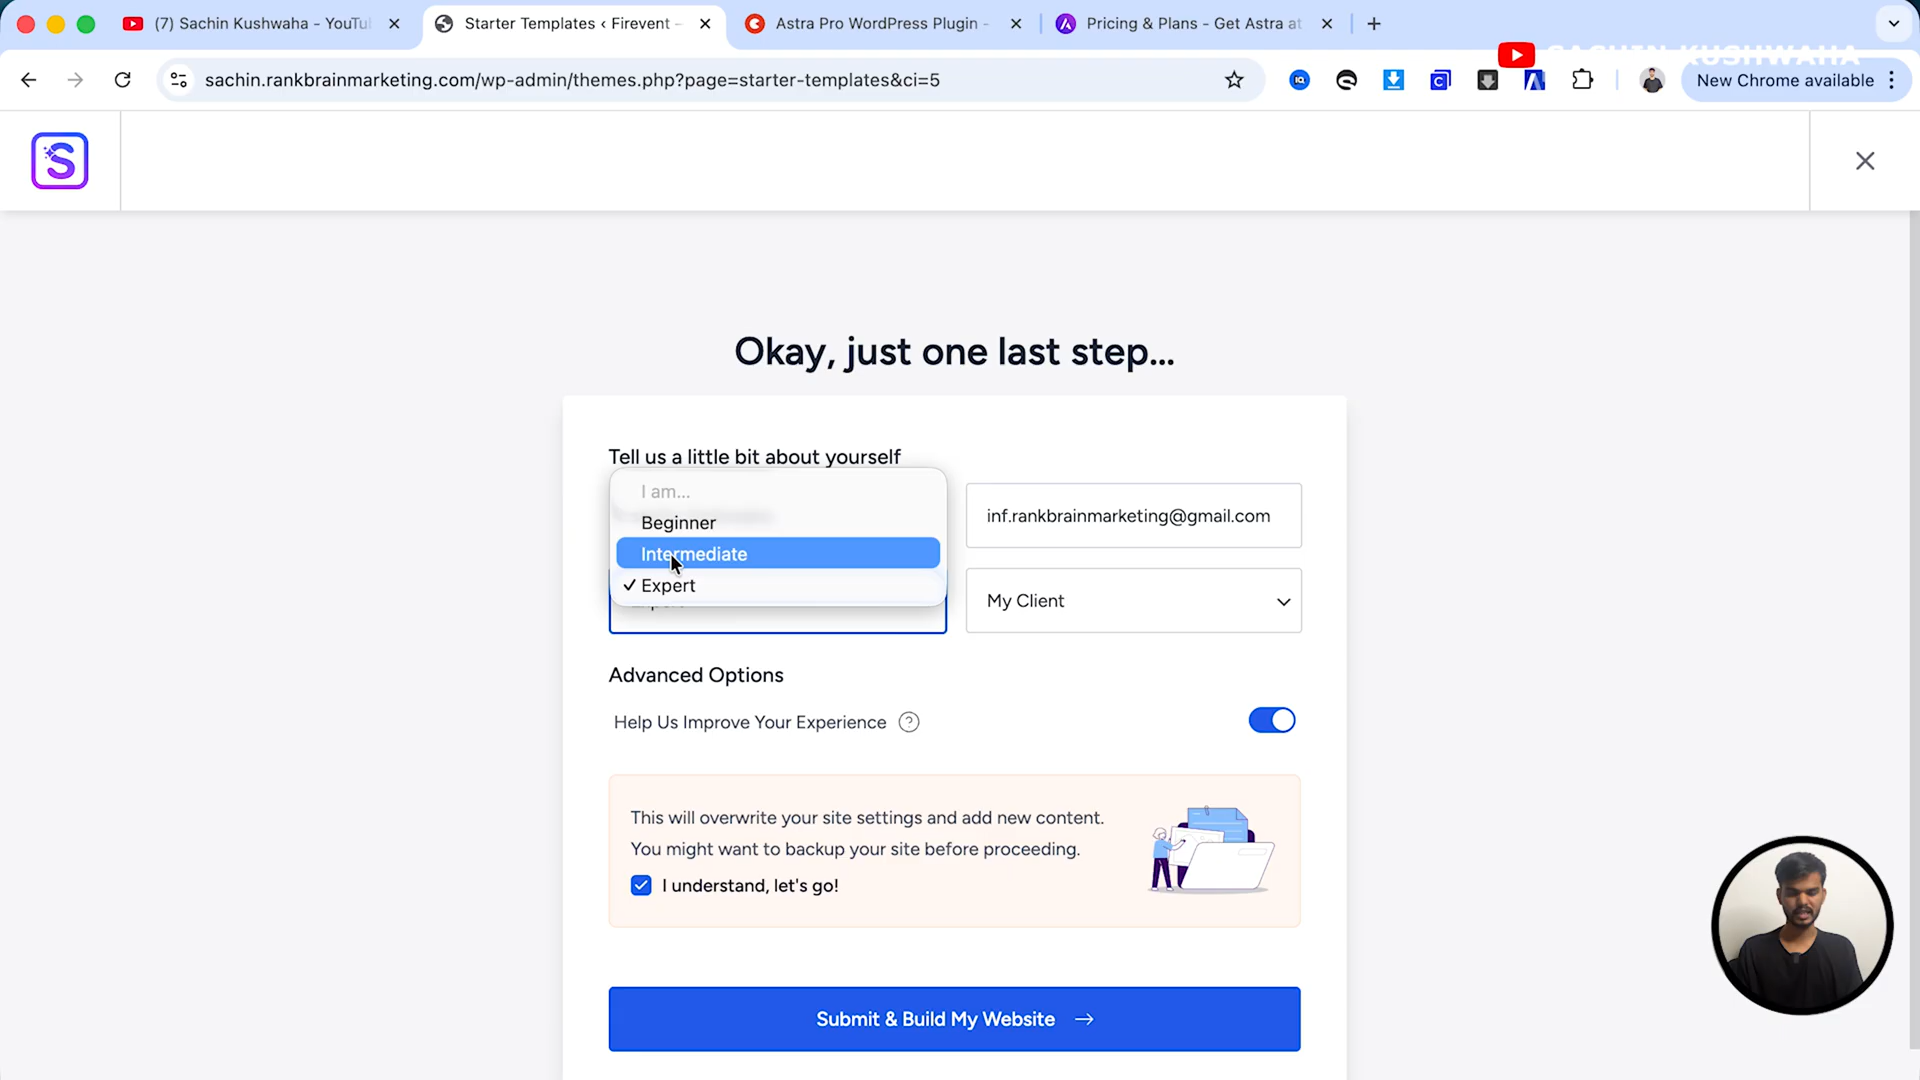 (7) Sachin Kushwaha - YouTu
Starter Templates ‹ Firevent –
Astra Pro WordPress Plugin -
Pricing & Plans - Get Astra at
SACHIN KUSHWAHA
sachin.rankbrainmarketing.com/wp-admin/themes.php?page=starter-templates&ci=5
New Chrome available
S
Okay, just one last step...
Tell us a little bit about yourself
I am...
Beginner
Intermediate
Expert
inf.rankbrainmarketing@gmail.com
Expert
My Client
Advanced Options
Help Us Improve Your Experience ?
This will overwrite your site settings and add new content.
You might want to backup your site before proceeding.
I understand, let's go!
Submit & Build My Website →